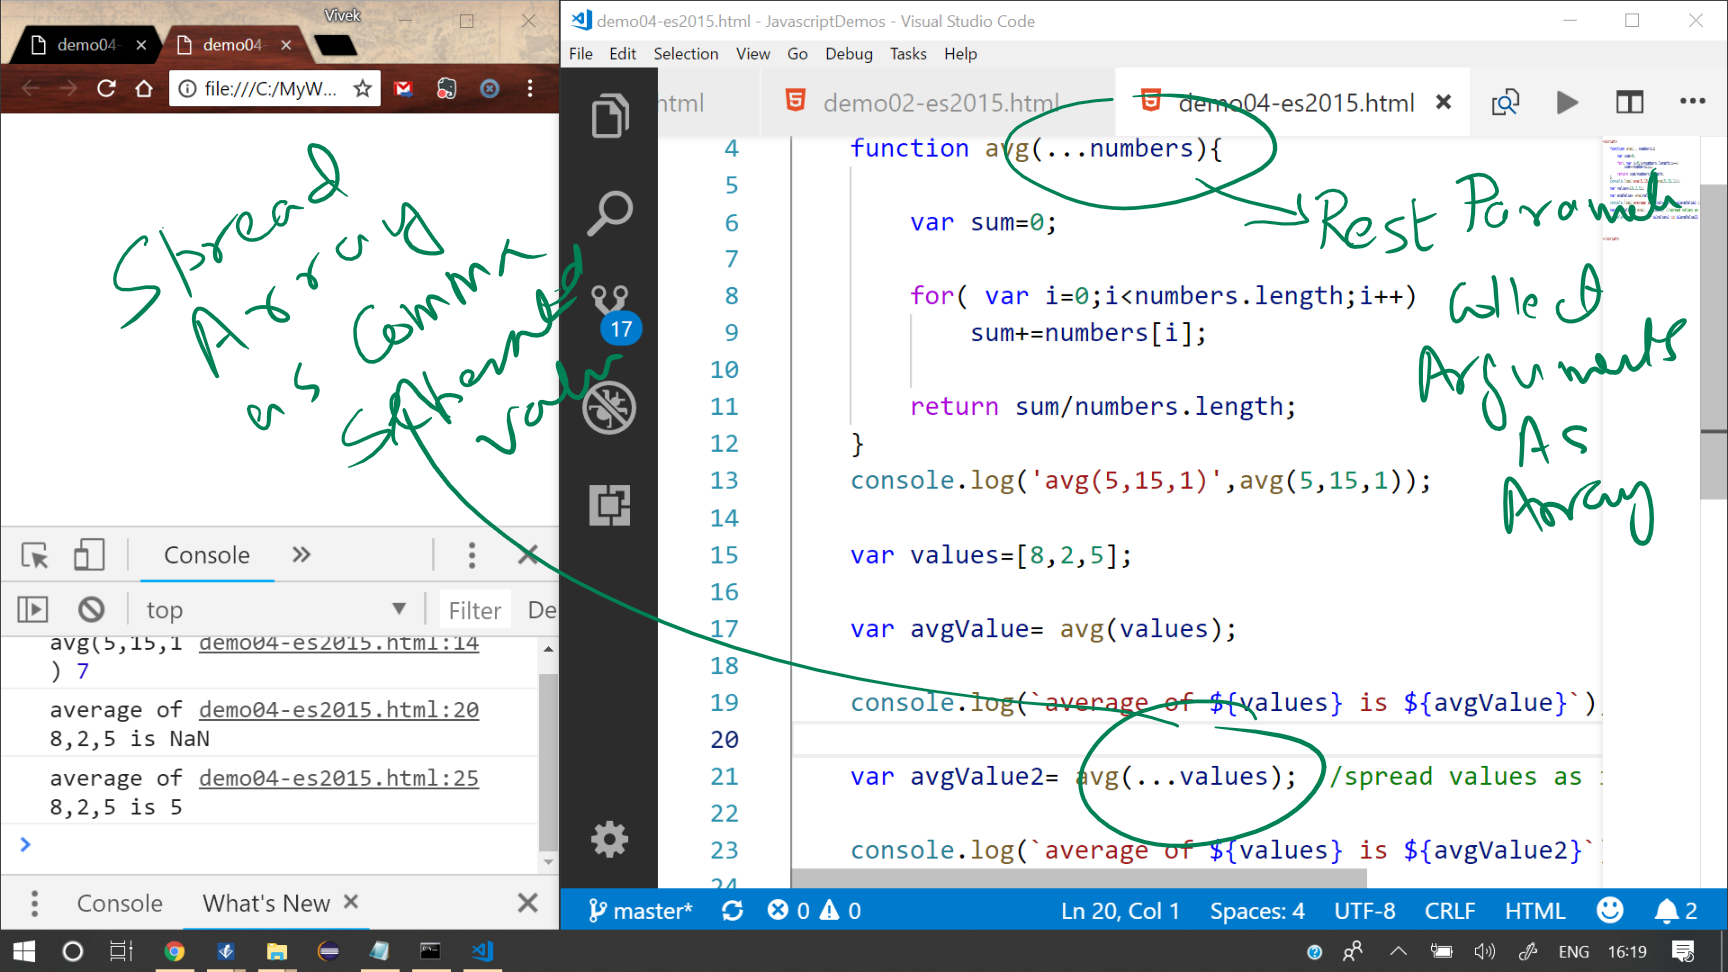 Vivek
demo04-
demo04-
file:///C:/MyW...
Spread
Array
as Comma
Values
Console
top
Filter
De
avg(5,15,1 demo04-es2015.html:14
) 7
average of demo04-es2015.html:20
8,2,5 is NaN
average of demo04-es2015.html:25
8,2,5 is 5
Console
What's New
demo04-es2015.html - JavascriptDemos - Visual Studio Code
File Edit Selection View Go Debug Tasks Help
html
demo02-es2015.html
demo04-es2015.html
17
4 function avg(...numbers){
5
6 var sum=0;
7
8 for( var i=0;i<numbers.length;i++)
9 sum+=numbers[i];
10
11 return sum/numbers.length;
12 }
13 console.log('avg(5,15,1)',avg(5,15,1));
14
15 var values=[8,2,5];
16
17 var avgValue= avg(values);
18
19 console.log(`average of ${values} is ${avgValue}`)
20
21 var avgValue2= avg(...values); /spread values as
22
23 console.log(`average of ${values} is ${avgValue2}`
24
Rest
Collect
Arguments
As
Array
master*
0
0
Ln 20, Col 1
Spaces: 4
UTF-8
CRLF
HTML
2
ENG
16:19